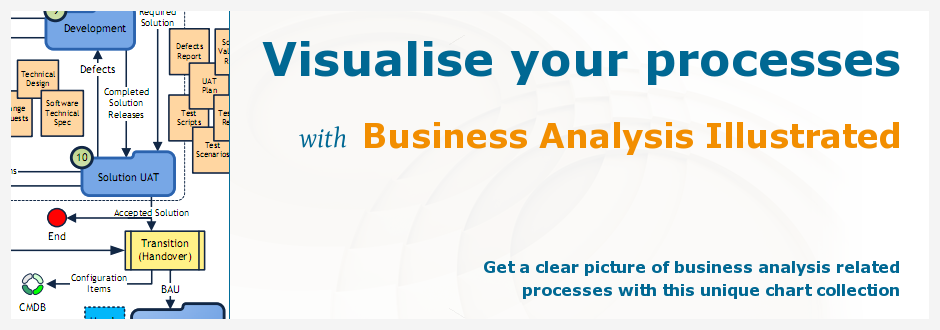 Required
Solution
Development
Defects
Technical
Design
Software
Technical
Spec
Completed
Solution
Releases
Defects
Report
UAT
Plan
Test
Scripts
Test
Scenarios
10
Solution UAT
Accepted Solution
End
Transition
(Handover)
Configuration
Items
CMDB
BAU
Visualise your processes
with Business Analysis Illustrated
Get a clear picture of business analysis related
processes with this unique chart collection